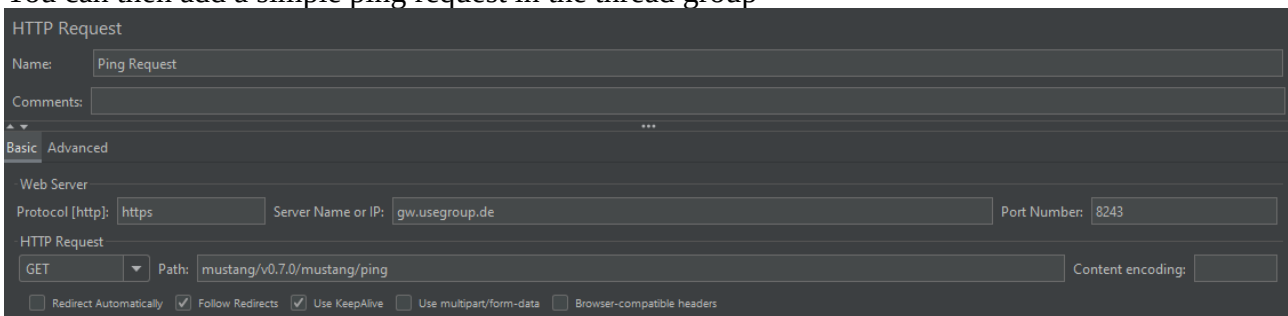 You can then add a simple ping request in the thread group
HTTP Request
Name: Ping Request
Comments:
Basic Advanced
Web Server
Protocol [http]: https Server Name or IP: gw.usegroup.de Port Number: 8243
HTTP Request
GET Path: mustang/v0.7.0/mustang/ping Content encoding:
Redirect Automatically Follow Redirects Use KeepAlive Use multipart/form-data Browser-compatible headers